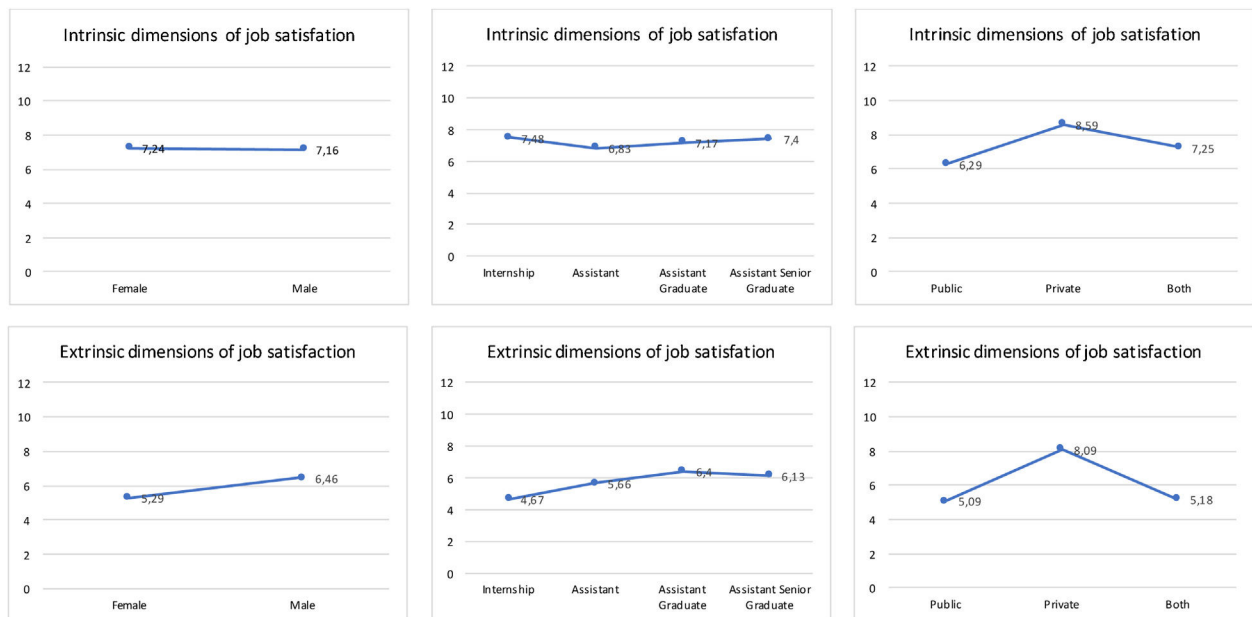 Intrinsic dimensions of job satisfation
12
10
8
6
4
2
0
7,24
7,16
Female
Male
Intrinsic dimensions of job satisfation
12
10
8
6
4
2
0
7,48
6,83
7,17
7,4
Internship
Assistant
Assistant
Graduate
Assistant Senior
Graduate
Intrinsic dimensions of job satisfation
12
10
8
6
4
2
0
6,29
8,59
7,25
Public
Private
Both
Extrinsic dimensions of job satisfaction
12
10
8
6
4
2
0
5,29
6,46
Female
Male
Extrinsic dimensions of job satisfation
12
10
8
6
4
2
0
4,67
5,66
6,4
6,13
Internship
Assistant
Assistant
Graduate
Assistant Senior
Graduate
Extrinsic dimensions of job satisfaction
12
10
8
6
4
2
0
5,09
8,09
5,18
Public
Private
Both